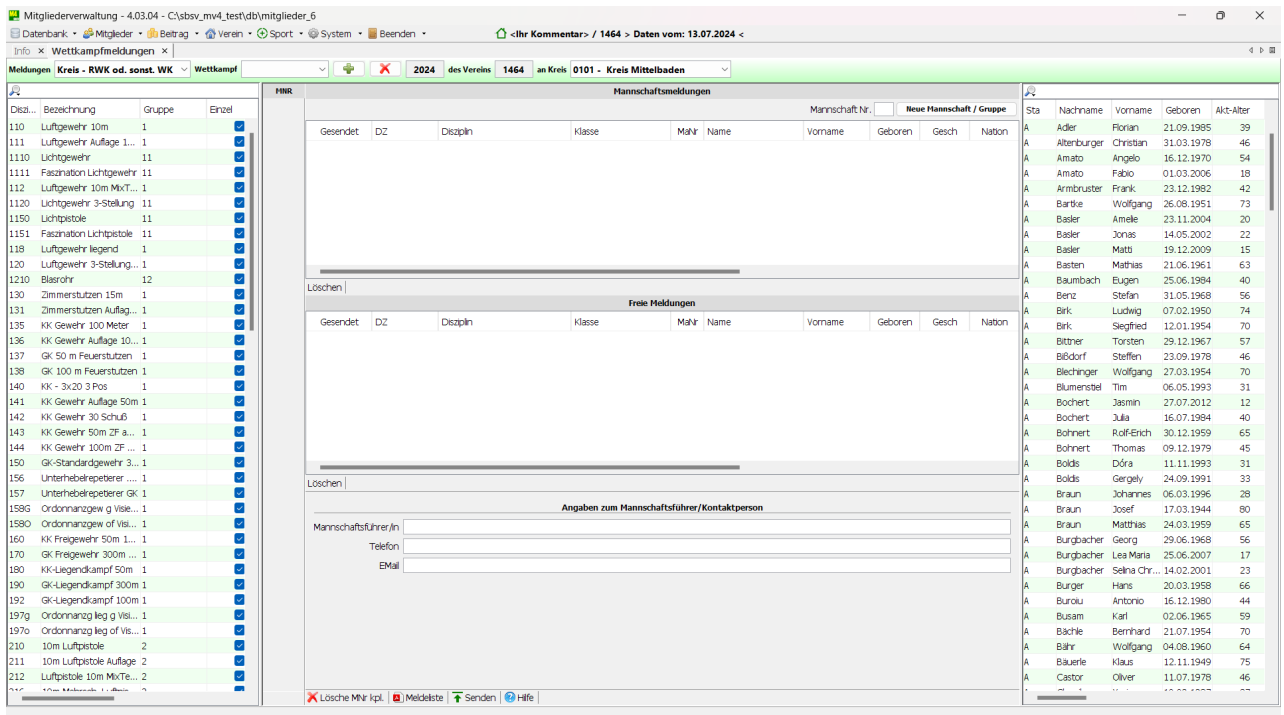 Mitgliederverwaltung - 4.03.04 - C:\sbsv_mv4_test\db\mitglieder_6
Datenbank Mitglieder Beitrag Verein Sport System Beenden <Ihr Kommentar> / 1464 > Daten vom: 13.07.2024 <
Info × Wettkampfmeldungen ×
Meldungen Kreis - RWK od. sonst. WK Wettkampf 2024 des Vereins 1464 an Kreis 0101 - Kreis Mittelbaden
MNR Mannschaftsmeldungen
Diszi... Bezeichnung Gruppe Einzel
110 Luftgewehr 10m 1
111 Luftgewehr Auflage 1... 1
1110 Lichtgewehr 11
1111 Faszination Lichtgewehr 11
112 Luftgewehr 10m MixT... 1
1120 Lichtgewehr 3-Stellung 11
1150 Lichtpistole 11
1151 Faszination Lichtpistole 11
118 Luftgewehr liegend 1
120 Luftgewehr 3-Stellung... 1
1210 Blasrohr 12
130 Zimmerstutzen 15m 1
131 Zimmerstutzen Auflag... 1
135 KK Gewehr 100 Meter 1
136 KK Gewehr Auflage 10... 1
137 GK 50 m Feuerstutzen 1
138 GK 100 m Feuerstutzen 1
140 KK - 3x20 3 Pos 1
141 KK Gewehr Auflage 50m 1
142 KK Gewehr 30 Schuß 1
143 KK Gewehr 50m ZF a... 1
144 KK Gewehr 100m ZF ... 1
150 GK-Standardgewehr 3... 1
156 Unterhebelrepetierer .... 1
157 Unterhebelrepetierer GK 1
158G Ordonnanzgew g Visie... 1
158O Ordonnanzgew of Visi... 1
160 KK Freigewehr 50m 1... 1
170 GK Freigewehr 300m ... 1
180 KK-Liegendkampf 50m 1
190 GK-Liegendkampf 300m 1
192 GK-Liegendkampf 100m 1
197g Ordonnanzg lieg g Visi... 1
197o Ordonnanzg lieg of Vis... 1
210 10m Luftpistole 2
211 10m Luftpistole Auflage 2
212 Luftpistole 10m MixTe... 2
Mannschaft Nr. Neue Mannschaft / Gruppe
Gesendet DZ Disziplin Klasse MaNr Name Vorname Geboren Gesch Nation
Löschen
Freie Meldungen
Gesendet DZ Disziplin Klasse MaNr Name Vorname Geboren Gesch Nation
Löschen
Angaben zum Mannschaftsführer/Kontaktperson
Mannschaftsführer/in
Telefon
EMail
Lösche MNr kpl. Meldeliste Senden Hilfe
Sta Nachname Vorname Geboren Akt-Alter
A Adler Florian 21.09.1985 39
A Altenburger Christian 31.03.1978 46
A Amato Angelo 16.12.1970 54
A Amato Fabio 01.03.2006 18
A Armbruster Frank 23.12.1982 42
A Bartke Wolfgang 26.08.1951 73
A Basler Amelie 23.11.2004 20
A Basler Jonas 14.05.2002 22
A Basler Matti 19.12.2009 15
A Basten Mathias 21.06.1961 63
A Baumbach Eugen 25.06.1984 40
A Benz Stefan 31.05.1968 56
A Birk Ludwig 07.02.1950 74
A Birk Siegfried 12.01.1954 70
A Bittner Torsten 29.12.1967 57
A Bißdorf Steffen 23.09.1978 46
A Blechinger Wolfgang 27.03.1954 70
A Blumenstiel Tim 06.05.1993 31
A Bochert Jasmin 27.07.2012 12
A Bochert Julia 16.07.1984 40
A Bohnert Rolf-Erich 30.12.1959 65
A Bohnert Thomas 09.12.1979 45
A Boldis Dóra 11.11.1993 31
A Boldis Gergely 24.09.1991 33
A Braun Johannes 06.03.1996 28
A Braun Josef 17.03.1944 80
A Braun Matthias 24.03.1959 65
A Burgbacher Georg 29.06.1968 56
A Burgbacher Lea Maria 25.06.2007 17
A Burgbacher Selina Chr... 14.02.2001 23
A Burger Hans 20.03.1958 66
A Buroiu Antonio 16.12.1980 44
A Busam Karl 02.06.1965 59
A Bächle Bernhard 21.07.1954 70
A Bähr Wolfgang 04.08.1960 64
A Bäuerle Klaus 12.11.1949 75
A Castor Oliver 11.07.1978 46